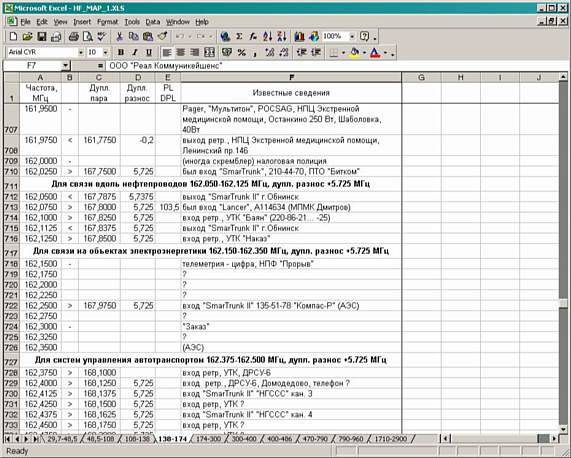 Microsoft Excel - HF_MAP_1.XLS
File Edit View Insert Format Tools Data Window Help
100%
Arial CYR 10
F7 = ООО "Реал Коммуникейшенс"
A B C D E F G H I J
1 Частота, МГц Дупл. пара Дупл. разнос PL DPL Известные сведения
707 161,9500 - Pager, "Мультитон", POCSAG, НПЦ Экстренной
медицинской помощи, Останкино 250 Вт, Шаболовка,
40Вт
708 161,9750 < 161,7750 -0,2 выход ретр., НПЦ Экстренной медицинской помощи,
Ленинский пр.146
709 162,0000 - (иногда скремблер) налоговая полиция
710 162,0250 > 167,7500 5,725 был вход "SmarTrunk", 210-44-70, ПТО "Битком"
711 Для связи вдоль нефтепроводов 162.050-162.125 МГц, дупл. разнос +5.725 МГц
712 162,0500 < 167,7875 5,7375 выход "SmarTrunk II" г.Обнинск
713 162,0750 > 167,8000 5,725 103,5 был вход "Lancer", A114634 (МПМК Дмитров)
714 162,1000 > 167,8250 5,725 вход ретр., УТК "Баян" (220-86-21... -25)
715 162,1125 < 167,8375 5,725 выход "SmarTrunk II" г.Обнинск
716 162,1250 > 167,8500 5,725 вход ретр., УТК "Наказ"
717 Для связи на объектах электроэнергетики 162.150-162.350 МГц, дупл. разнос +5.725 МГц
718 162,1500 - телеметрия - цифра, НПФ "Прорыв"
719 162,1750 ?
720 162,2000 ?
721 162,2250 ?
722 162,2500 > 167,9750 5,725 вход "SmarTrunk II" 135-51-78 "Компас-Р" (АЭС)
723 162,2750 ?
724 162,3000 - "Заказ"
725 162,3250 ?
726 162,3500 (АЭС)
727 Для систем управления автотранспортом 162.375-162.500 МГц, дупл. разнос +5.725 МГц
728 162,3750 > 168,1000 вход ретр, УТК, ДРСУ-6
729 162,4000 > 168,1250 5,725 вход ретр., ДРСУ-6, Домодедово, телефон ?
730 162,4125 > 168,1375 5,725 вход "SmarTrunk II" "НГССС" кан. 3
731 162,4250 > 168,1500 5,725 вход ретр, УТК ?
732 162,4375 > 168,1625 5,725 вход "SmarTrunk II" "НГССС" кан. 4
733 162,4500 > 168,1750 5,725 вход ретр, УТК ?
29,7-48,5 48,5-108 108-138 138-174 174-300 300-400 400-486 470-790 790-960 1710-2900